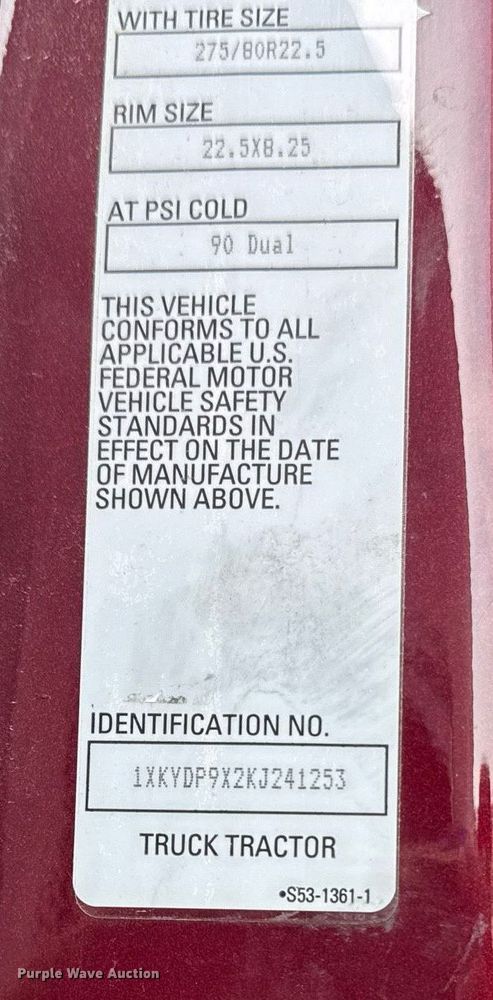 WITH TIRE SIZE
275/80R22.5
RIM SIZE
22.5X8.25
AT PSI COLD
90 Dual
THIS VEHICLE
CONFORMS TO ALL
APPLICABLE U.S.
FEDERAL MOTOR
VEHICLE SAFETY
STANDARDS IN
EFFECT ON THE DATE
OF MANUFACTURE
SHOWN ABOVE.
IDENTIFICATION NO.
1XKYDP9X2KJ241253
TRUCK TRACTOR
•S53-1361-1
Purple Wave Auction